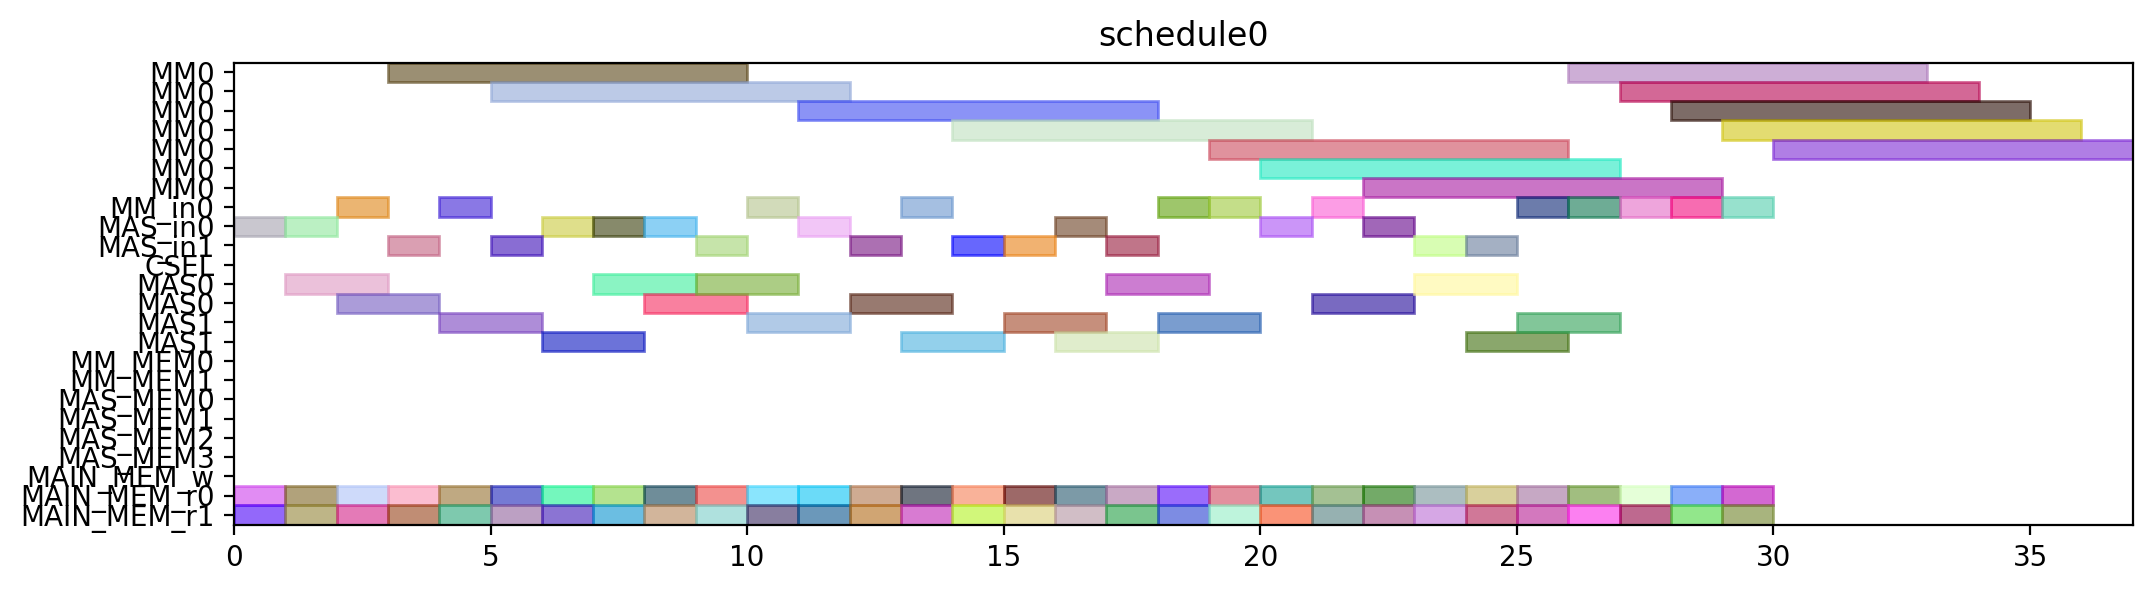 schedule0
MM0
MM0
MM0
MM0
MM0
MM0
MM0
MM_in0
MAS_in0
MAS_in1
CSEL
MAS0
MAS0
MAS1
MAS1
MM_MEM0
MM_MEM1
MAS_MEM0
MAS_MEM1
MAS_MEM2
MAS_MEM3
MAIN_MEM_w
MAIN_MEM_r0
MAIN_MEM_r1
0 5 10 15 20 25 30 35